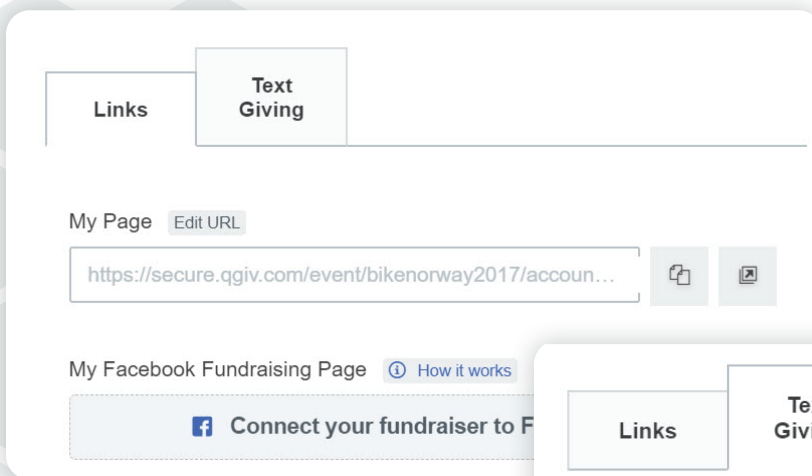 Links
Text
Giving
My Page Edit URL
https://secure.qgiv.com/event/bikenorway2017/accoun...
My Facebook Fundraising Page How it works
Connect your fundraiser to
Links